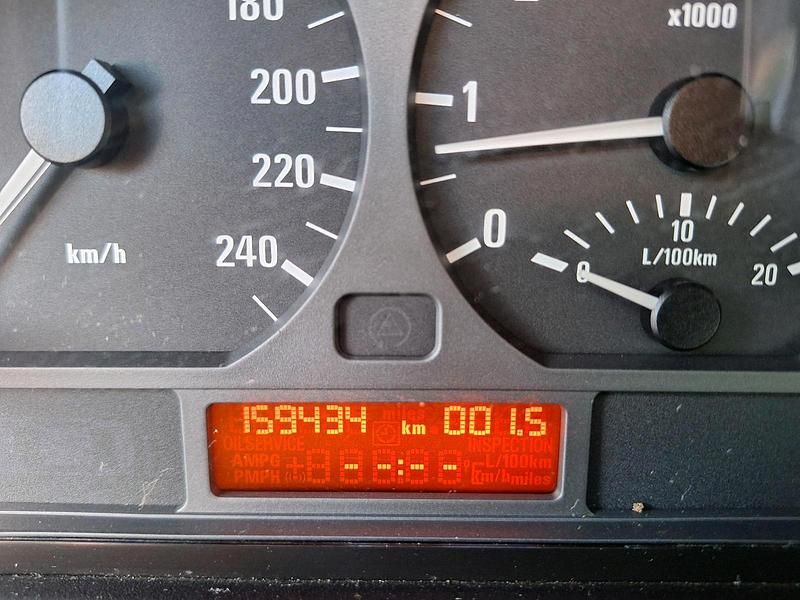 180
200
220
240
km/h
x1000
1
0
10
L/100km
0
20
159434 miles km 001.5
OILSERVICE INSPECTION
AMPG --:-- L/100km
PMPH °F km/h miles